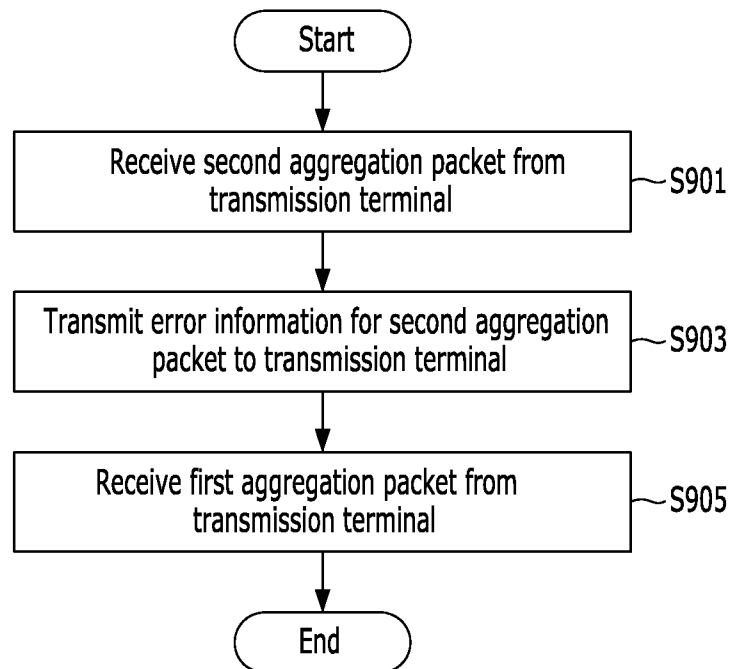 Start
Receive second aggregation packet from
transmission terminal
S901
Transmit error information for second aggregation
packet to transmission terminal
S903
Receive first aggregation packet from
transmission terminal
S905
End